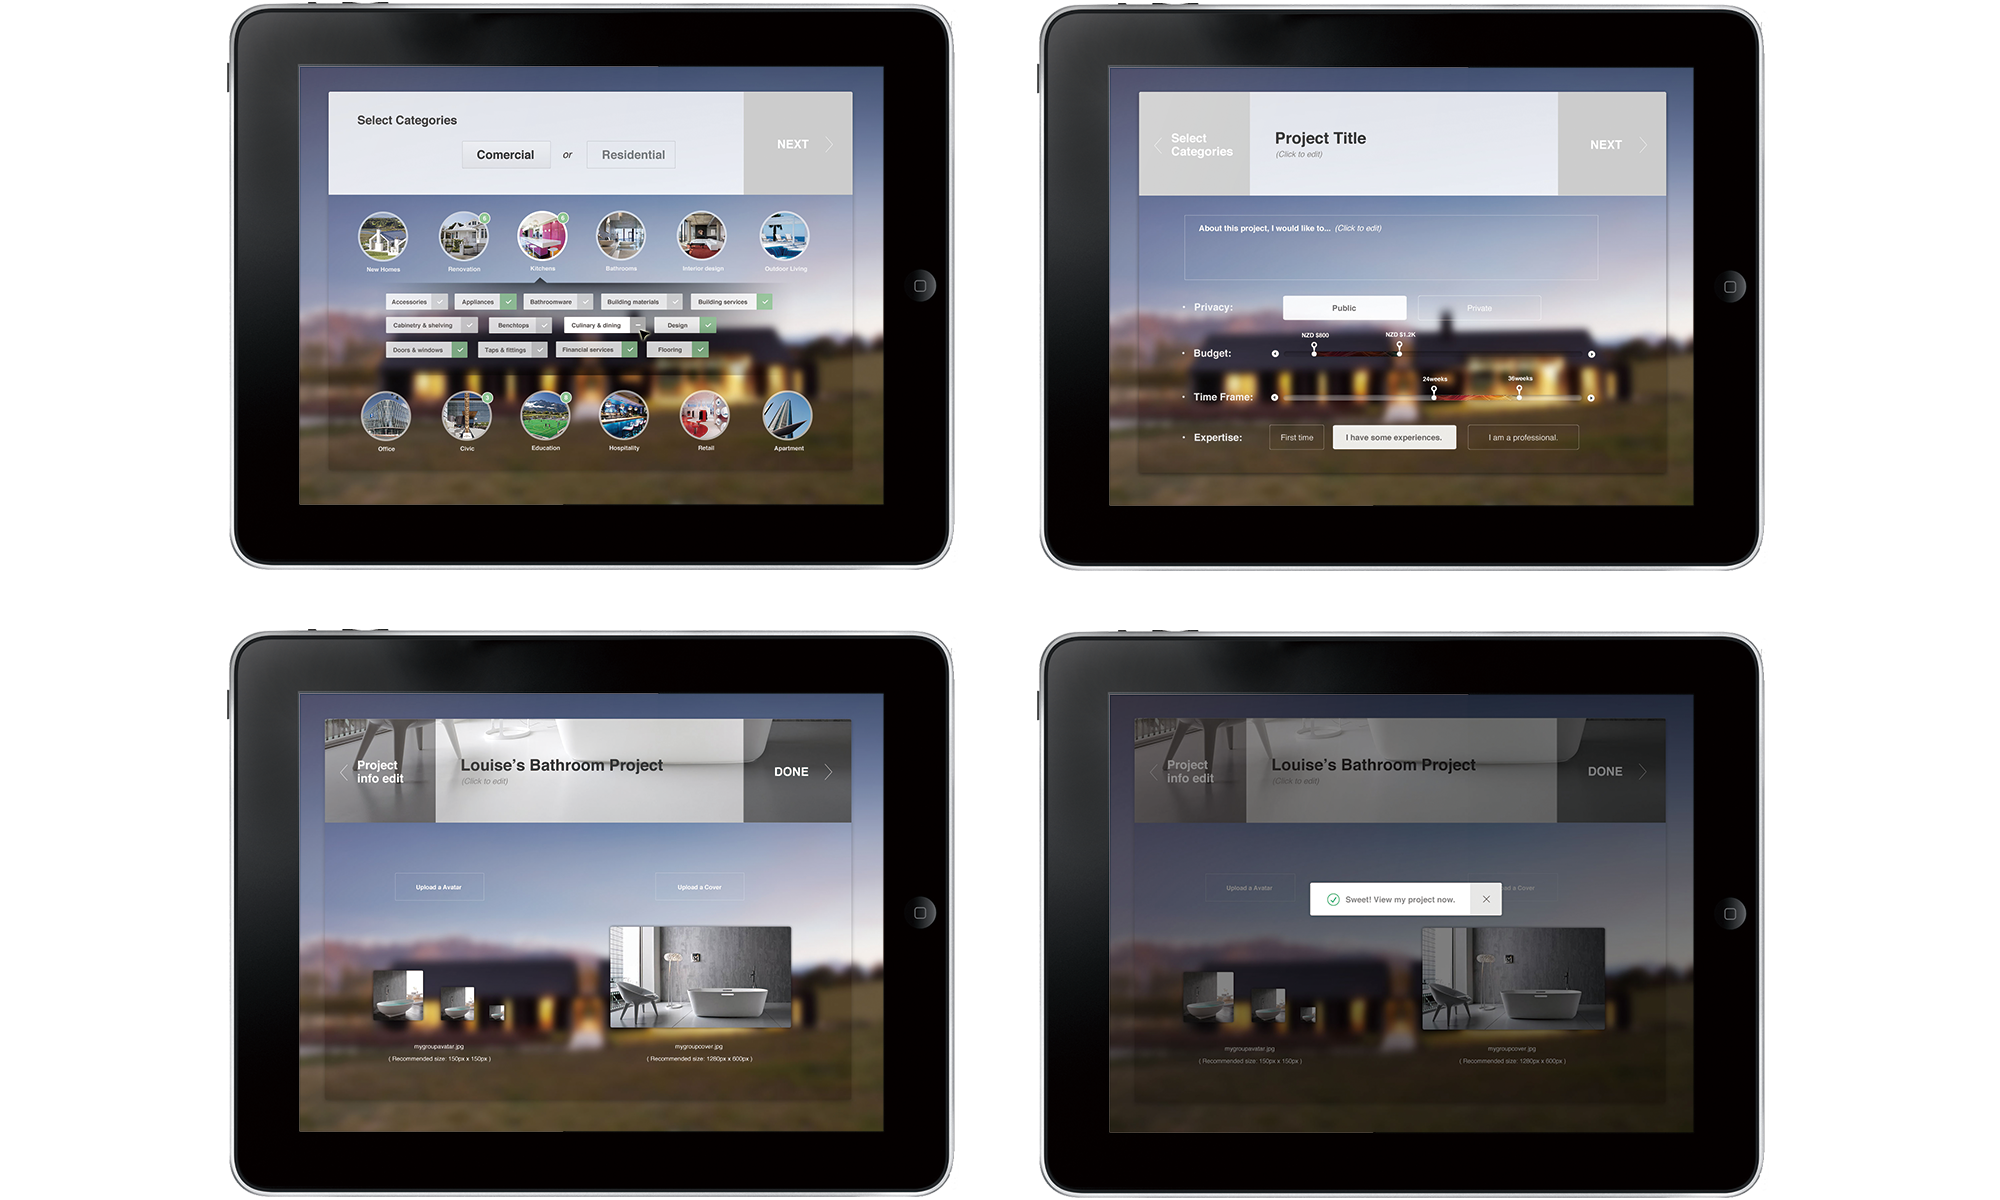 Select Categories
Comercial or Residential
NEXT
New Homes
Renovation
6
Kitchens
6
Bathrooms
Interior design
Outdoor Living
Accessories
Appliances
Bathroomware
Building materials
Building services
Cabinetry & shelving
Benchtops
Culinary & dining
Design
Doors & windows
Taps & fittings
Financial services
Flooring
Office
Civic
3
Education
8
Hospitality
Retail
Apartment
Select
Categories
Project Title
(Click to edit)
NEXT
About this project, I would like to... (Click to edit)
• Privacy:
Public
Private
NZD $800
NZD $1.2K
• Budget:
24weeks
36weeks
• Time Frame:
• Expertise:
First time
I have some experiences.
I am a professional.
Project
info edit
Louise's Bathroom Project
(Click to edit)
DONE
Upload a Avatar
Upload a Cover
mygroupavatar.jpg
( Recommended size: 150px x 150px )
mygroupcover.jpg
( Recommended size: 1280px x 600px )
Project
info edit
Louise's Bathroom Project
(Click to edit)
DONE
Upload a Avatar
a Cover
Sweet! View my project now.
mygroupavatar.jpg
( Recommended size: 150px x 150px )
mygroupcover.jpg
( Recommended size: 1280px x 600px )